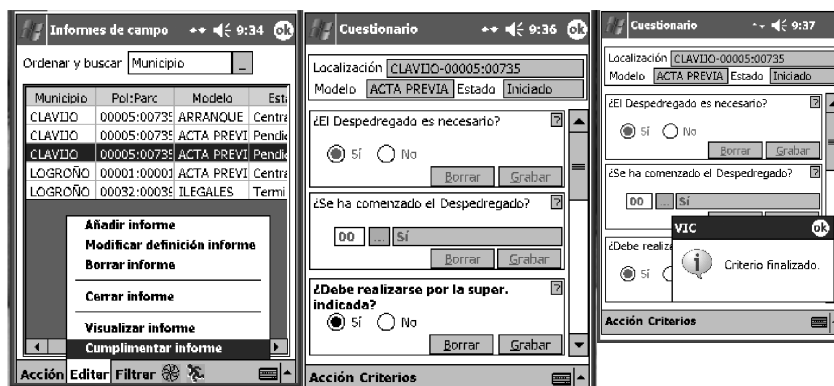 Informes de campo 9:34 ok
Ordenar y buscar Municipio ...
Municipio Pol:Parc Modelo Est
CLAVIJO 00005:00735 ARRANQUE Centra
CLAVIJO 00005:00735 ACTA PREVI Pendie
CLAVIJO 00005:00735 ACTA PREVI Pendie
LOGROÑO 00001:00001 ACTA PREVI Centra
LOGROÑO 00032:00039 ILEGALES Termi
Añadir informe
Modificar definición informe
Borrar informe
Cerrar informe
Visualizar informe
Cumplimentar informe
Acción Editar Filtrar
Cuestionario 9:36 ok
Localización CLAVIJO-00005:00735
Modelo ACTA PREVIA Estado Iniciado
¿El Despedregado es necesario? ?
Sí No
Borrar Grabar
¿Se ha comenzado el Despedregado? ?
00 ... Sí
Borrar Grabar
¿Debe realizarse por la super. indicada? ?
Sí No
Borrar Grabar
Acción Criterios
Cuestionario 9:37
Localización CLAVIJO-00005:00735
Modelo ACTA PREVIA Estado Iniciado
¿El Despedregado es necesario? ?
Sí No
Borrar Grabar
¿Se ha comenzado el Despedregado? ?
00 ... Sí
VIC ok
Criterio finalizado.
¿Debe realiza
Sí
Acción Criterios